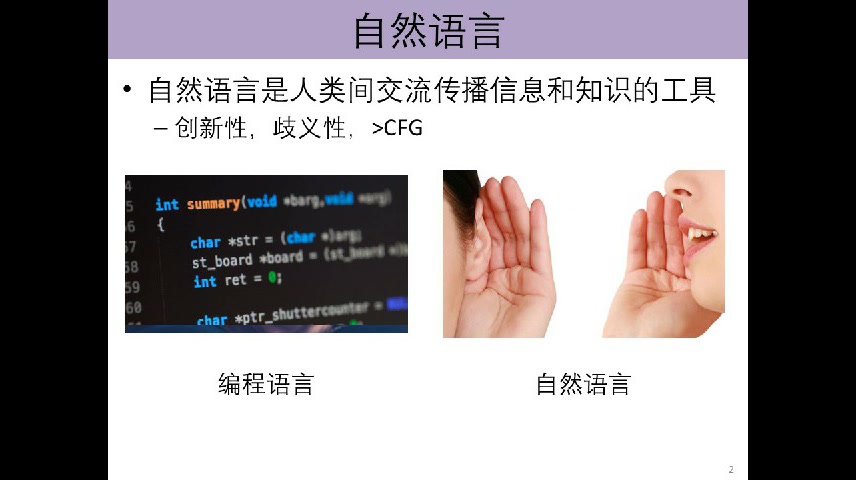 自然语言
• 自然语言是人类间交流传播信息和知识的工具
– 创新性，歧义性，>CFG
4
5 int summary(void *barg,void *arg)
6 {
57 char *str = (char *)arg;
58 st_board *board = (st_board *)
59 int ret = 0;
60
char *ptr_shuttercounter =
编程语言
自然语言
2